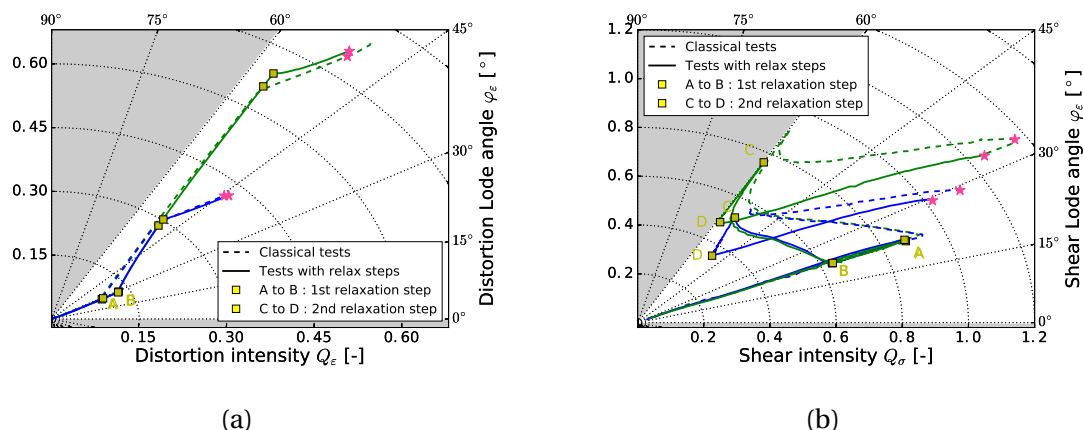 90°
75°
60°
45°
30°
15°
0°
0.60
0.45
0.30
0.15
0.15
0.30
0.45
0.60
Distortion intensity Qε [-]
Distortion Lode angle φε [°]
A
B
Classical tests
Tests with relax steps
A to B : 1st relaxation step
C to D : 2nd relaxation step
(a)
90°
75°
60°
45°
30°
15°
0°
1.2
1.0
0.8
0.6
0.4
0.2
0.2
0.4
0.6
0.8
1.0
1.2
Shear intensity Qσ [-]
Shear Lode angle φε [°]
Classical tests
Tests with relax steps
A to B : 1st relaxation step
C to D : 2nd relaxation step
C
C
D
D
B
A
(b)